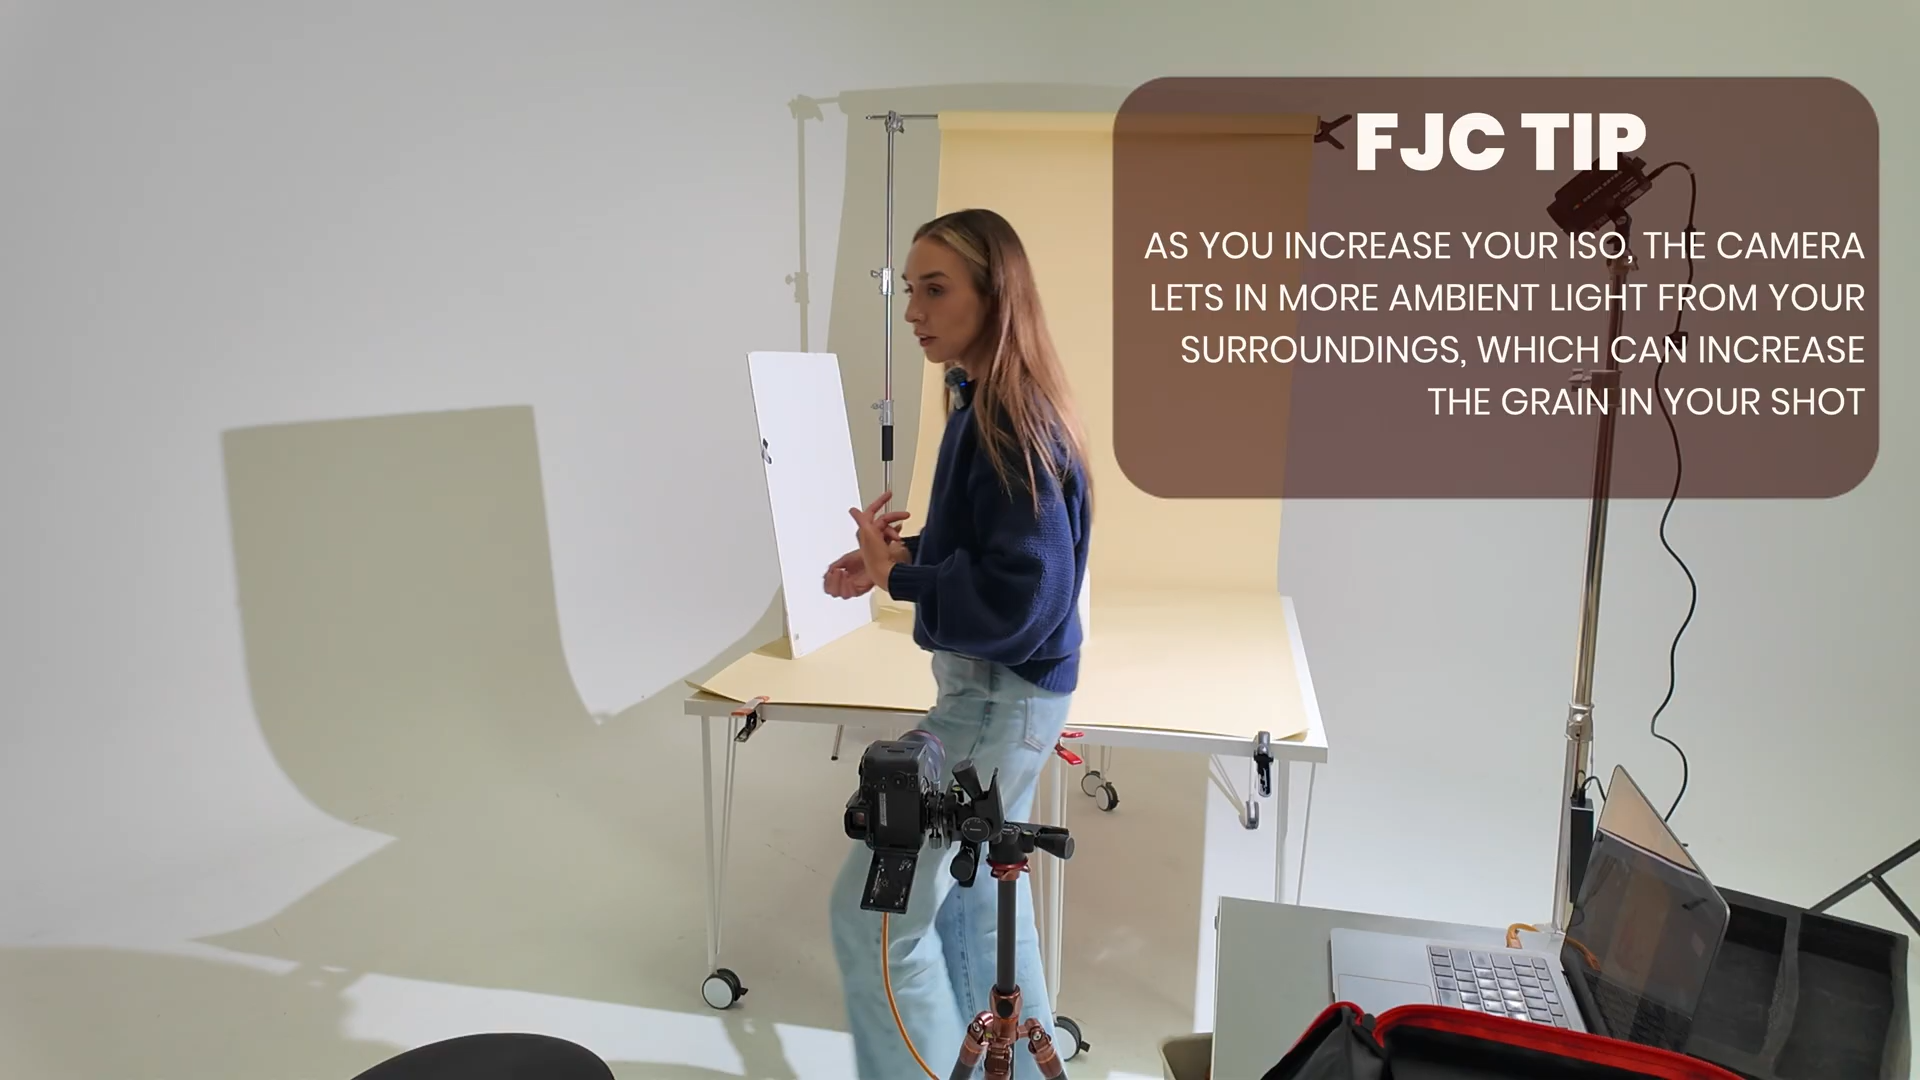 FJC TIP
AS YOU INCREASE YOUR ISO, THE CAMERA
LETS IN MORE AMBIENT LIGHT FROM YOUR
SURROUNDINGS, WHICH CAN INCREASE
THE GRAIN IN YOUR SHOT